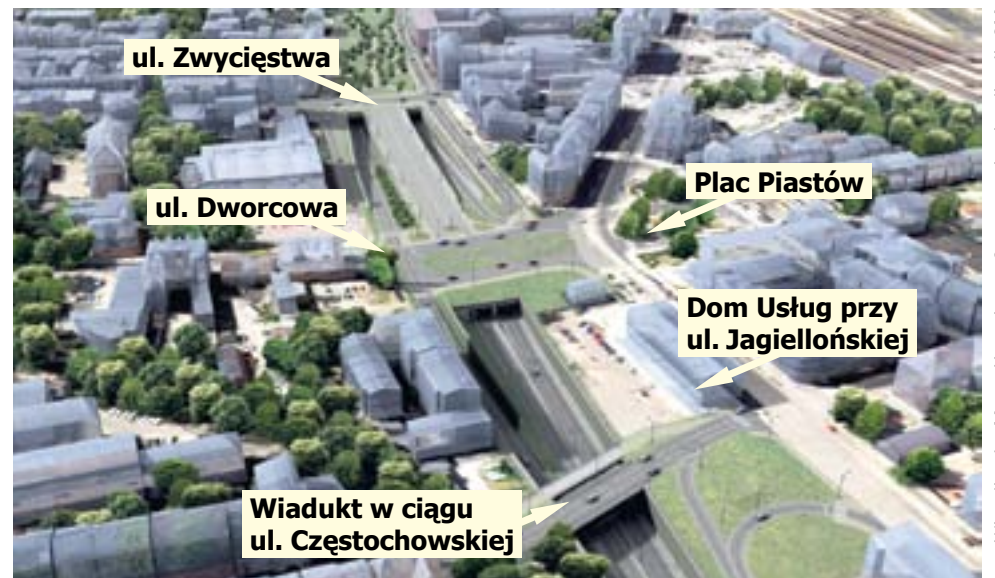 ul. Zwycięstwa
Plac Piastów
ul. Dworcowa
Dom Usług przy
ul. Jagiellońskiej
Wiadukt w ciągu
ul. Częstochowskiej